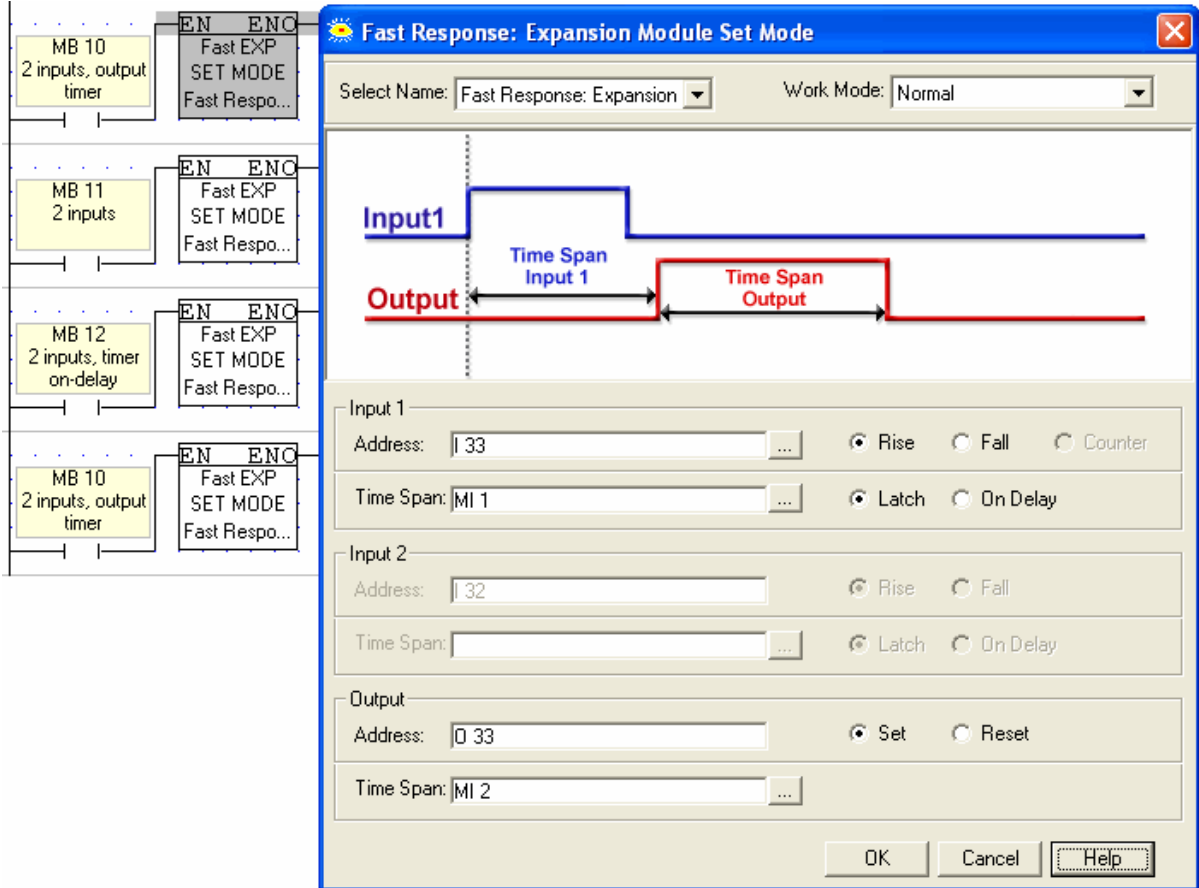 EN ENO
MB 10
2 inputs, output
timer
Fast EXP
SET MODE
Fast Respo...
EN ENO
MB 11
2 inputs
Fast EXP
SET MODE
Fast Respo...
EN ENO
MB 12
2 inputs, timer
on-delay
Fast EXP
SET MODE
Fast Respo...
EN ENO
MB 10
2 inputs, output
timer
Fast EXP
SET MODE
Fast Respo...
Fast Response: Expansion Module Set Mode
Select Name: Fast Response: Expansion Work Mode: Normal
Input1
Time Span
Input 1
Output
Time Span
Output
Input 1
Address: I 33 ... Rise Fall Counter
Time Span: MI 1 ... Latch On Delay
Input 2
Address: I 32 Rise Fall
Time Span: ... Latch On Delay
Output
Address: O 33 Set Reset
Time Span: MI 2 ...
OK Cancel Help